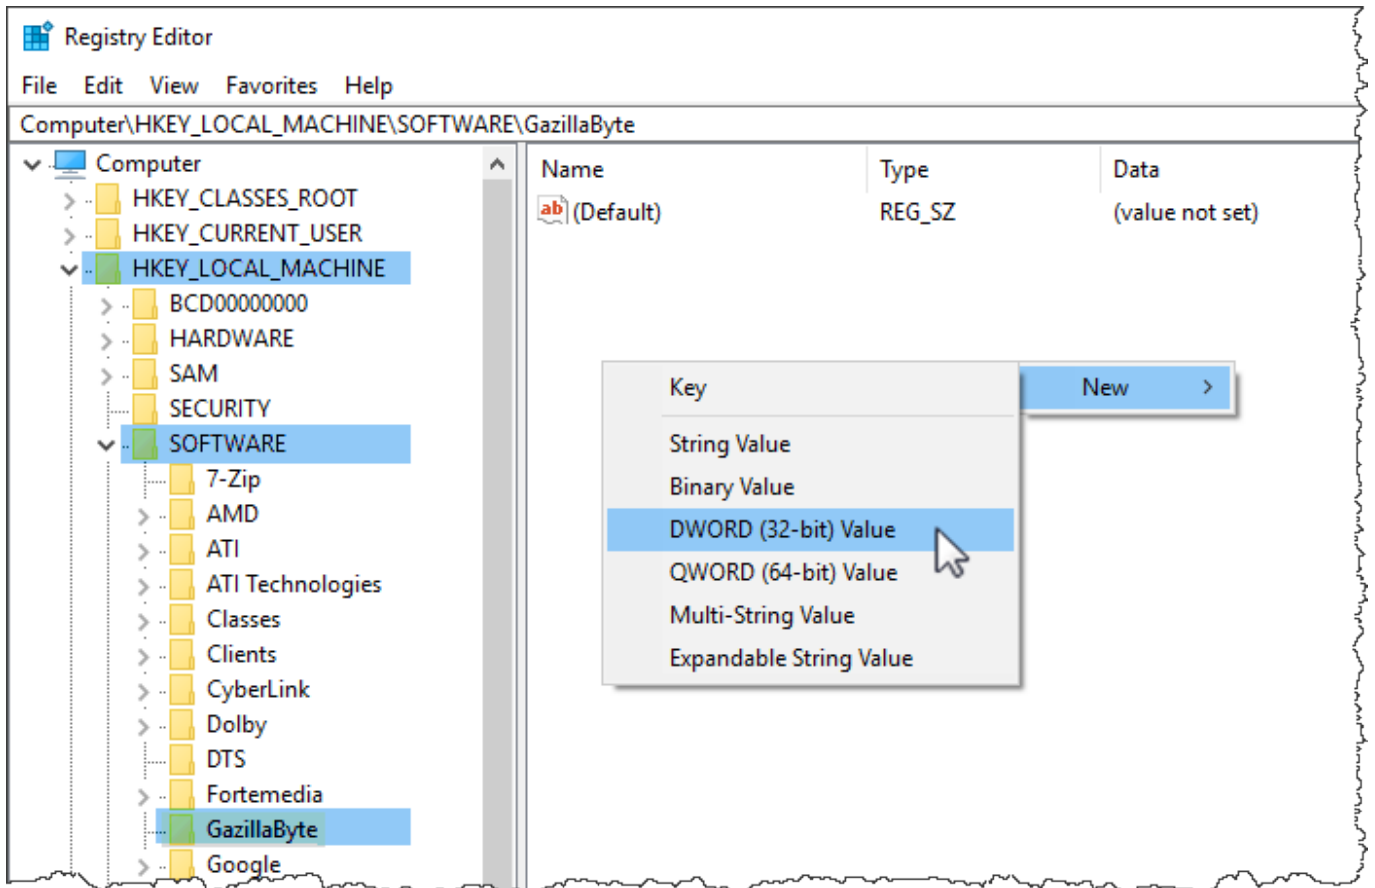 Registry Editor
File Edit View Favorites Help
Computer\HKEY_LOCAL_MACHINE\SOFTWARE\GazillaByte
Computer
HKEY_CLASSES_ROOT
HKEY_CURRENT_USER
HKEY_LOCAL_MACHINE
BCD00000000
HARDWARE
SAM
SECURITY
SOFTWARE
7-Zip
AMD
ATI
ATI Technologies
Classes
Clients
CyberLink
Dolby
DTS
Fortemedia
GazillaByte
Google
Name Type Data
ab (Default) REG_SZ (value not set)
New >
Key
String Value
Binary Value
DWORD (32-bit) Value
QWORD (64-bit) Value
Multi-String Value
Expandable String Value